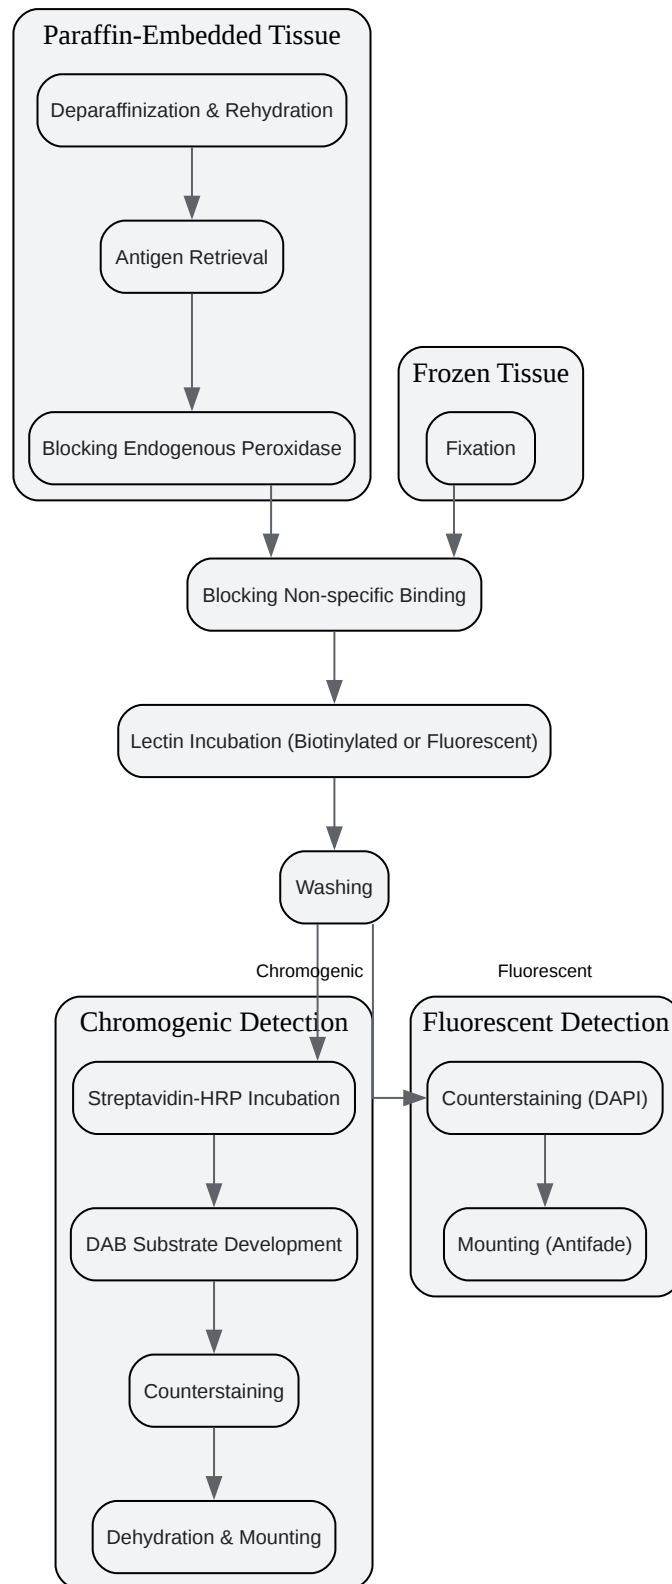 Paraffin-Embedded Tissue
Deparaffinization & Rehydration
Antigen Retrieval
Blocking Endogenous Peroxidase
Frozen Tissue
Fixation
Blocking Non-specific Binding
Lectin Incubation (Biotinylated or Fluorescent)
Washing
Chromogenic
Fluorescent
Chromogenic Detection
Streptavidin-HRP Incubation
DAB Substrate Development
Counterstaining
Dehydration & Mounting
Fluorescent Detection
Counterstaining (DAPI)
Mounting (Antifade)